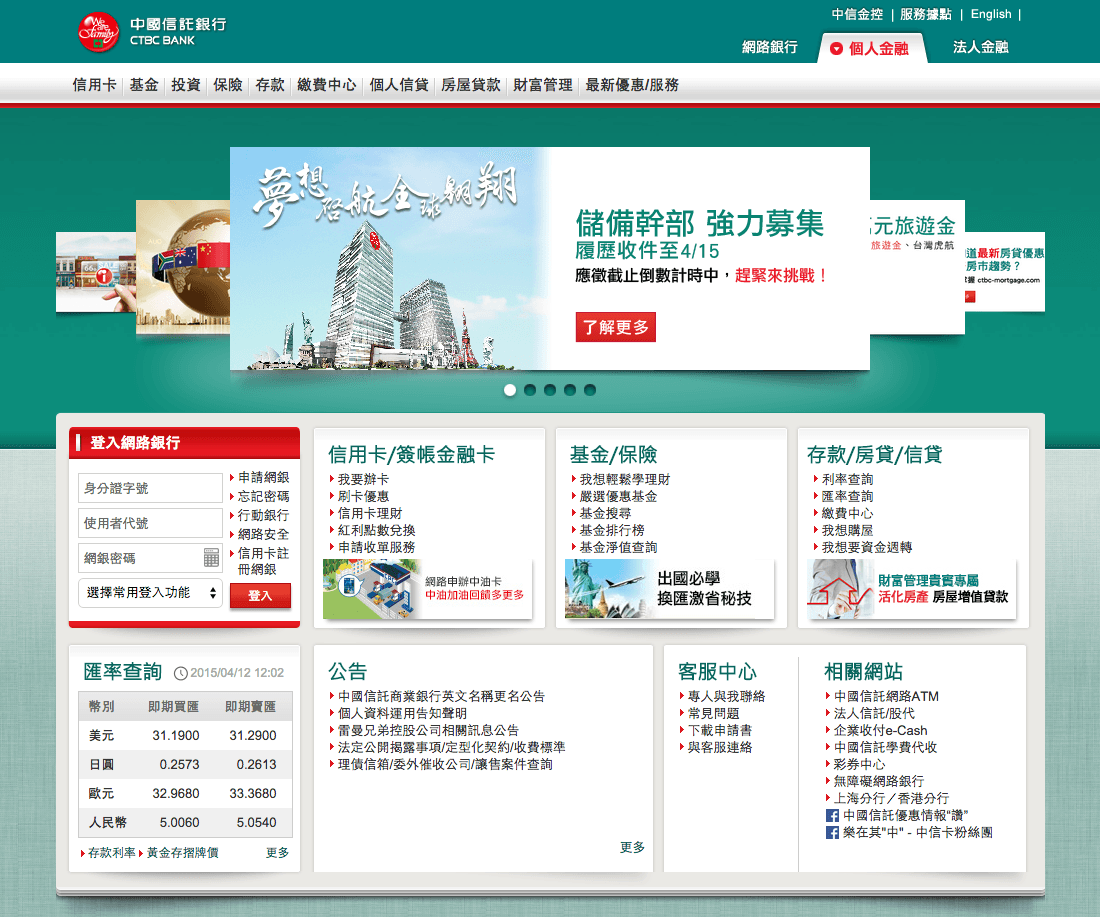 中信金控 | 服務據點 | English |
We are Family
中國信託銀行
CTBC BANK
網路銀行
個人金融
法人金融
信用卡
基金
投資
保險
存款
繳費中心
個人信貸
房屋貸款
財富管理
最新優惠/服務
夢想啓航全球翱翔
儲備幹部 強力募集
履歷收件至4/15
應徵截止倒數計時中，趕緊來挑戰！
了解更多
元旅遊金
旅遊金、台灣虎航
道最新房貸優惠
房市趨勢？
ctbc-mortgage.com
登入網路銀行
身分證字號
使用者代號
網銀密碼
選擇常用登入功能
申請網銀
忘記密碼
行動銀行
網路安全
信用卡註
冊網銀
登入
信用卡/簽帳金融卡
我要辦卡
刷卡優惠
信用卡理財
紅利點數兌換
申請收單服務
網路申辦中油卡
中油加油回饋多更多
基金/保險
我想輕鬆學理財
嚴選優惠基金
基金搜尋
基金排行榜
基金淨值查詢
出國必學
換匯激省秘技
存款/房貸/信貸
利率查詢
匯率查詢
繳費中心
我想購屋
我想要資金週轉
財富管理貴賓專屬
活化房產 房屋增值貸款
匯率查詢 2015/04/12 12:02
幣別 即期買匯 即期賣匯
美元 31.1900 31.2900
日圓 0.2573 0.2613
歐元 32.9680 33.3680
人民幣 5.0060 5.0540
存款利率 黃金存摺牌價 更多
公告
中國信託商業銀行英文名稱更名公告
個人資料運用告知聲明
雷曼兄弟控股公司相關訊息公告
法定公開揭露事項/定型化契約/收費標準
理債信箱/委外催收公司/讓售案件查詢
更多
客服中心
專人與我聯絡
常見問題
下載申請書
與客服連絡
相關網站
中國信託網路ATM
法人信託/股代
企業收付e-Cash
中國信託學費代收
彩券中心
無障礙網路銀行
上海分行／香港分行
中國信託優惠情報“讚”
樂在其"中" - 中信卡粉絲團